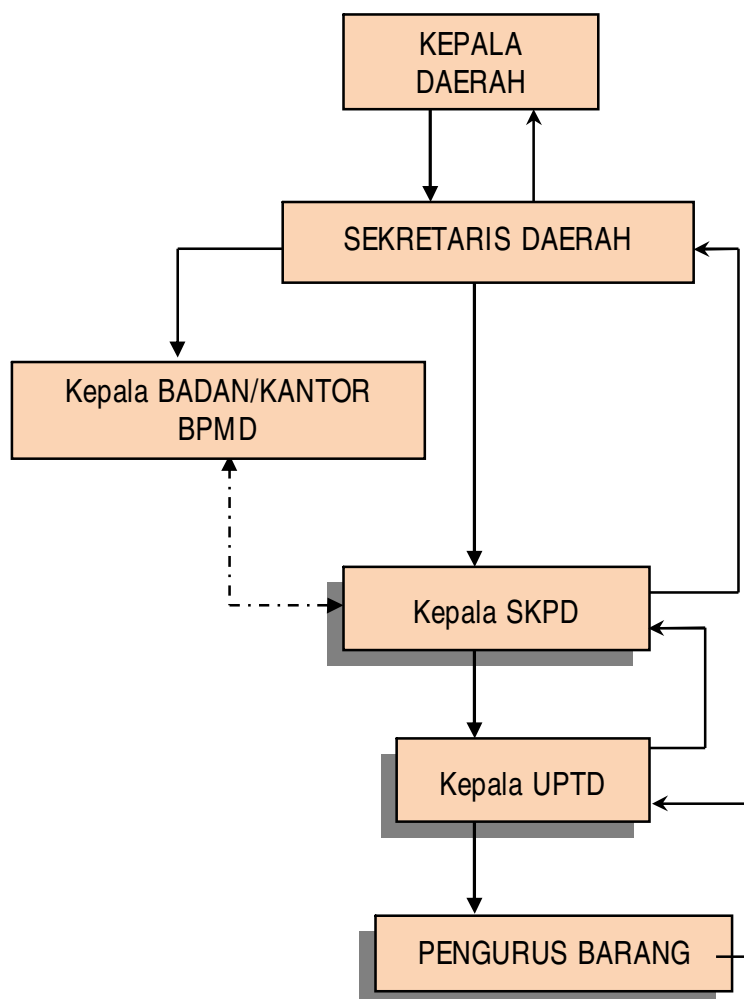 KEPALA
DAERAH
SEKRETARIS DAERAH
Kepala BADAN/KANTOR
BPMD
Kepala SKPD
Kepala UPTD
PENGURUS BARANG